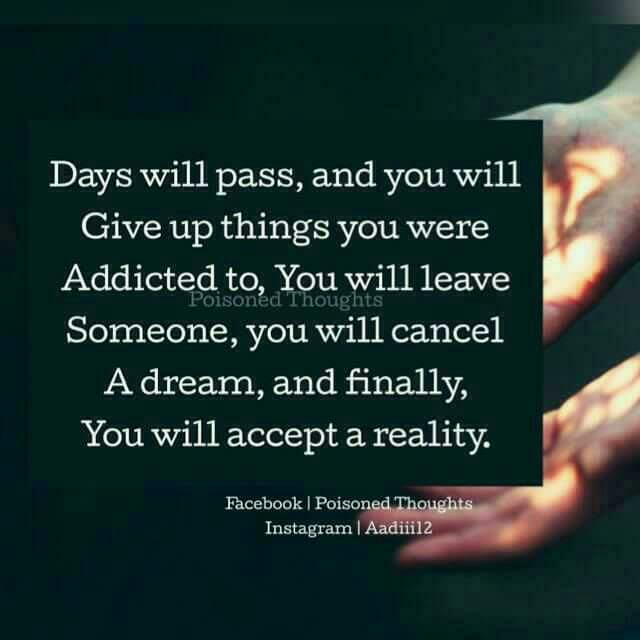 Days will pass, and you will
Give up things you were
Addicted to, You will leave
Poisoned Thoughts
Someone, you will cancel
A dream, and finally,
You will accept a reality.
Facebook | Poisoned Thoughts
Instagram | Aadiii12